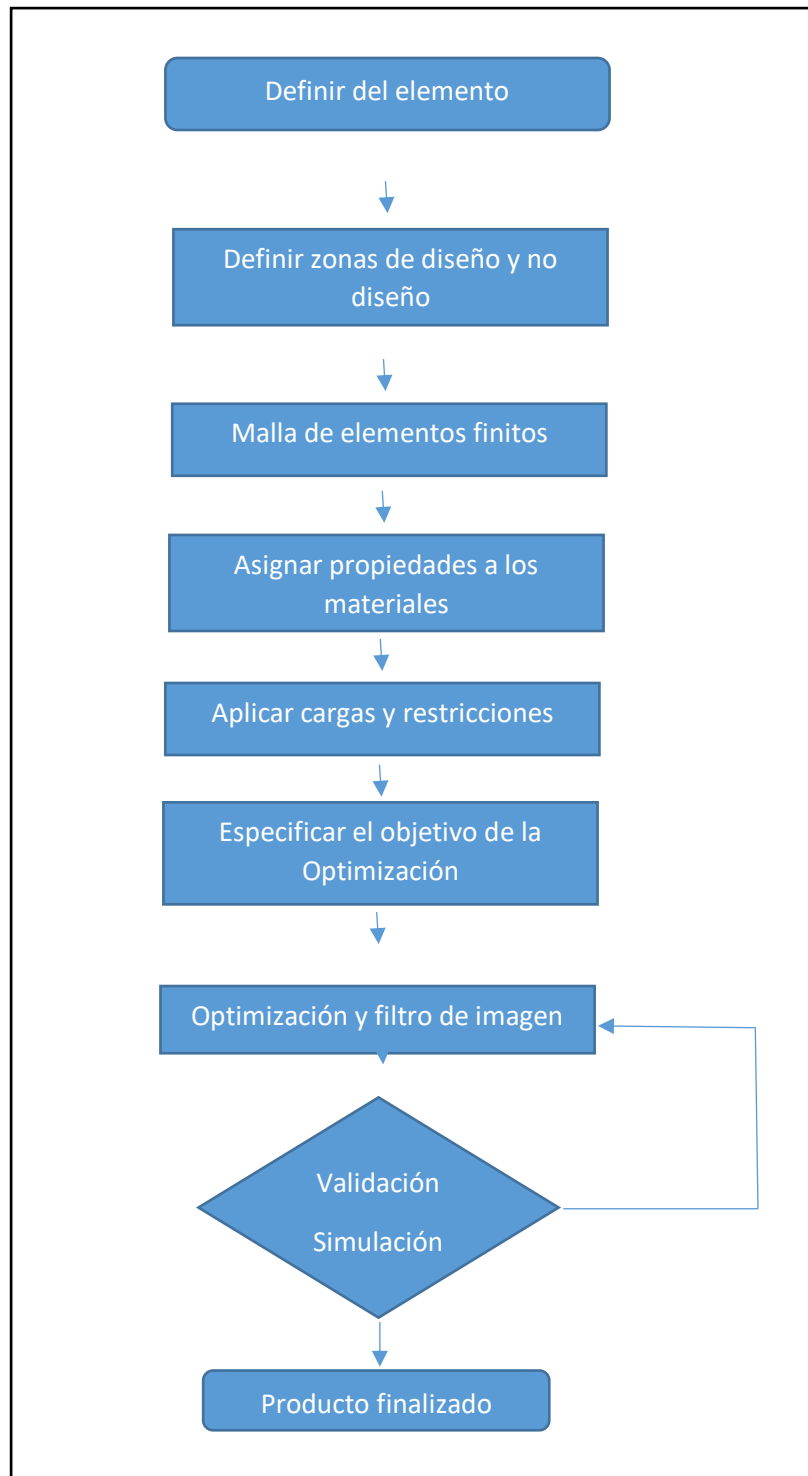 Definir del elemento
Definir zonas de diseño y no
diseño
Malla de elementos finitos
Asignar propiedades a los
materiales
Aplicar cargas y restricciones
Especificar el objetivo de la
Optimización
Optimización y filtro de imagen
Validación
Simulación
Producto finalizado